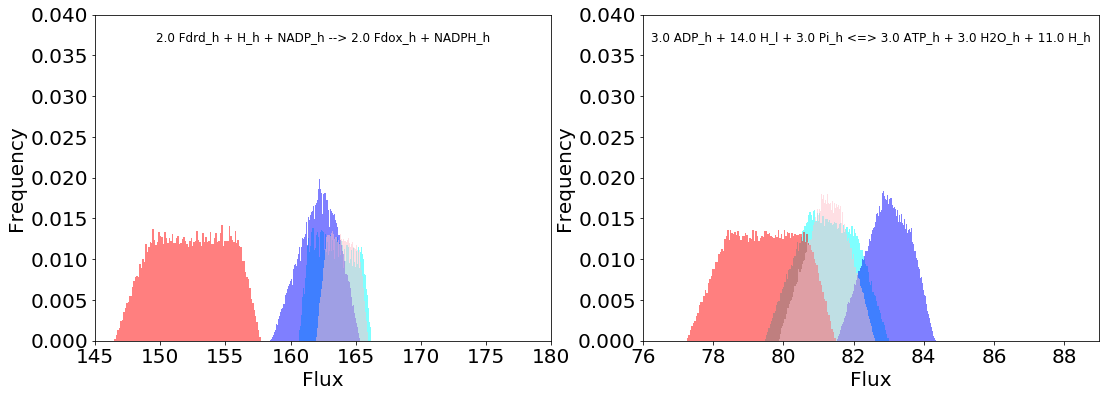 2.0 Fdrd_h + H_h + NADP_h --> 2.0 Fdox_h + NADPH_h
0.040
0.035
0.030
0.025
0.020
0.015
0.010
0.005
0.000
Frequency
145 150 155 160 165 170 175 180
Flux
3.0 ADP_h + 14.0 H_l + 3.0 Pi_h <=> 3.0 ATP_h + 3.0 H2O_h + 11.0 H_h
0.040
0.035
0.030
0.025
0.020
0.015
0.010
0.005
0.000
Frequency
76 78 80 82 84 86 88
Flux